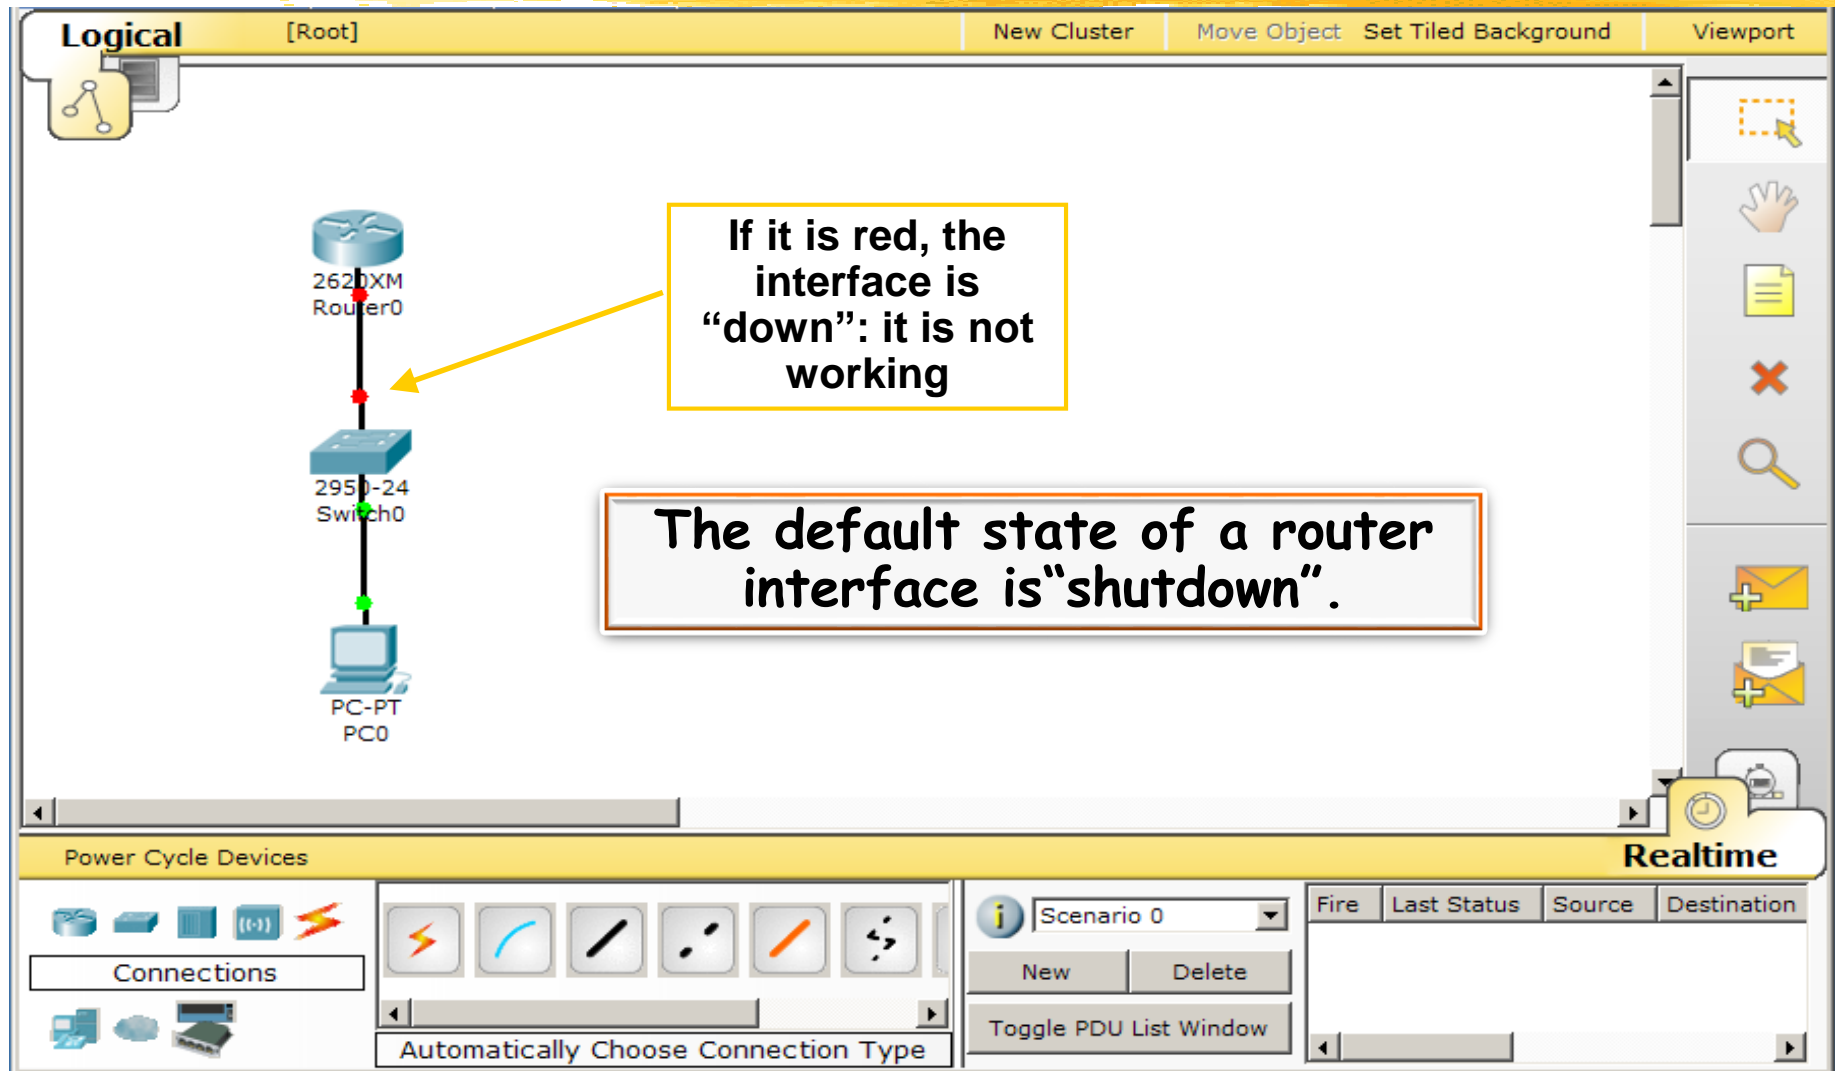 Logical
[Root]
New Cluster
Move Object
Set Tiled Background
Viewport
If it is red, the
interface is
“down”: it is not
working
2620XM
Router0
2950-24
Switch0
The default state of a router
interface is“shutdown”.
PC-PT
PC0
Power Cycle Devices
Realtime
Connections
Automatically Choose Connection Type
Scenario 0
New
Delete
Toggle PDU List Window
Fire
Last Status
Source
Destination